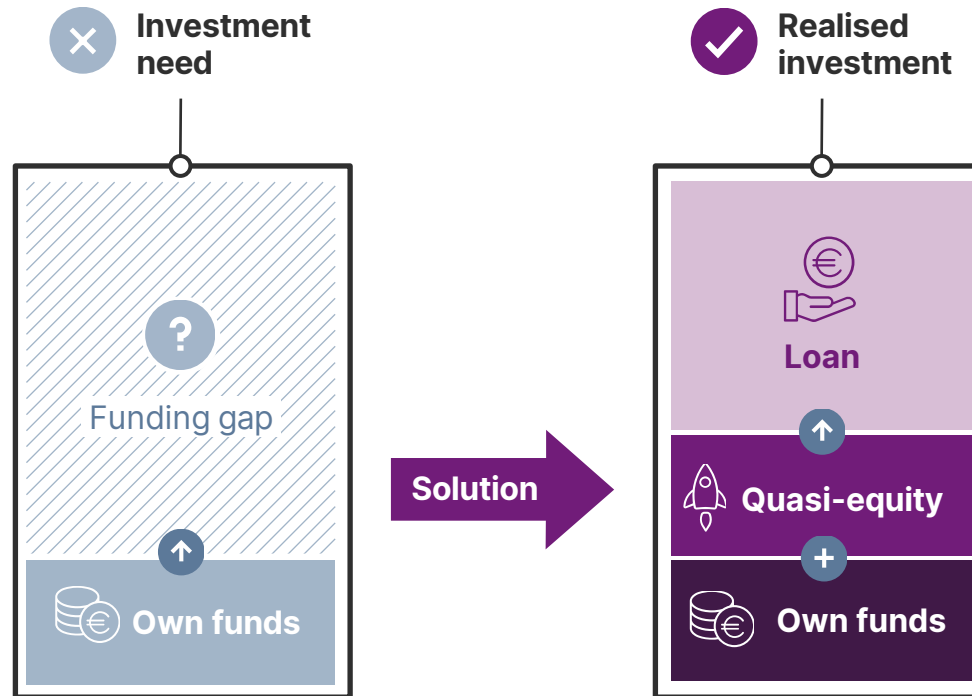 Investment
need
?
Funding gap
€ Own funds
Solution
Realised
investment
€
Loan
Quasi-equity
€ Own funds